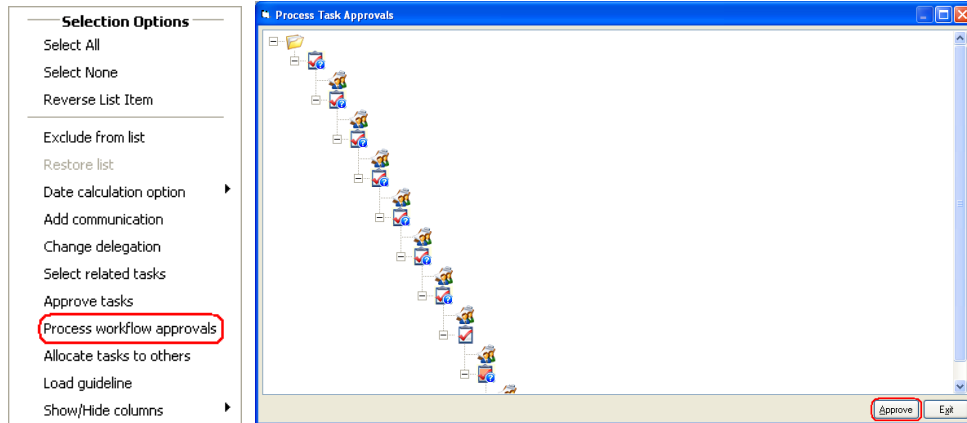 Selection Options
Select All
Select None
Reverse List Item
Exclude from list
Restore list
Date calculation option
Add communication
Change delegation
Select related tasks
Approve tasks
Process workflow approvals
Allocate tasks to others
Load guideline
Show/Hide columns
Process Task Approvals
Approve
Exit